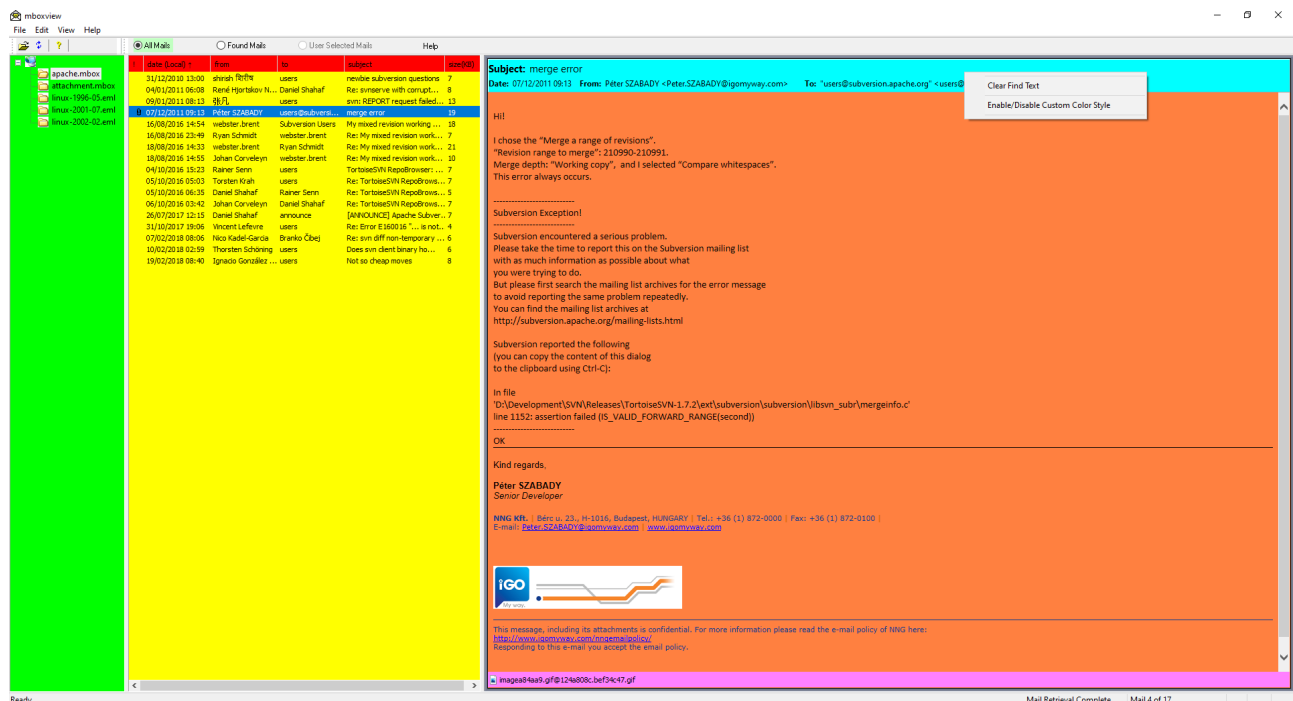 mboxview
File Edit View Help
All Mails Found Mails User Selected Mails Help
apache.mbox
attachment.mbox
linux-1996-05.eml
linux-2001-07.eml
linux-2002-02.eml
! date (Local) ↑ from to subject size(KB)
31/12/2010 13:00 shirish शिरीष users newbie subversion questions 7
04/01/2011 06:08 René Hjortskov N... Daniel Shahaf Re: svnserve with corrupt... 8
09/01/2011 08:13 张凡 users svn: REPORT request failed... 13
07/12/2011 09:13 Péter SZABADY users@subversi... merge error 19
16/08/2016 14:54 webster.brent Subversion Users My mixed revision working ... 18
16/08/2016 23:49 Ryan Schmidt webster.brent Re: My mixed revision work... 7
18/08/2016 14:33 webster.brent Ryan Schmidt Re: My mixed revision work... 21
18/08/2016 14:55 Johan Corveleyn webster.brent Re: My mixed revision work... 10
04/10/2016 15:23 Rainer Senn users TortoiseSVN RepoBrowser: ... 7
05/10/2016 05:03 Torsten Krah users Re: TortoiseSVN RepoBrows... 7
05/10/2016 06:35 Daniel Shahaf Rainer Senn Re: TortoiseSVN RepoBrows... 5
06/10/2016 03:42 Johan Corveleyn Daniel Shahaf Re: TortoiseSVN RepoBrows... 7
26/07/2017 12:15 Daniel Shahaf announce [ANNOUNCE] Apache Subver... 7
31/10/2017 19:06 Vincent Lefevre users Re: Error E160016 "... is not... 4
07/02/2018 08:06 Nico Kadel-Garcia Branko Čibej Re: svn diff non-temporary ... 6
10/02/2018 02:59 Thorsten Schöning users Does svn client binary ho... 6
19/02/2018 08:40 Ignacio González ... users Not so cheap moves 8
Subject: merge error
Date: 07/12/2011 09:13 From: Péter SZABADY <Peter.SZABADY@igomyway.com> To: "users@subversion.apache.org" <users@
Clear Find Text
Enable/Disable Custom Color Style
Hi!
I chose the “Merge a range of revisions”.
“Revision range to merge”: 210990-210991.
Merge depth: “Working copy”, and I selected “Compare whitespaces”.
This error always occurs.
---------------------------
Subversion Exception!
---------------------------
Subversion encountered a serious problem.
Please take the time to report this on the Subversion mailing list
with as much information as possible about what
you were trying to do.
But please first search the mailing list archives for the error message
to avoid reporting the same problem repeatedly.
You can find the mailing list archives at
http://subversion.apache.org/mailing-lists.html
Subversion reported the following
(you can copy the content of this dialog
to the clipboard using Ctrl-C):
In file
'D:\Development\SVN\Releases\TortoiseSVN-1.7.2\ext\subversion\subversion\libsvn_subr\mergeinfo.c'
line 1152: assertion failed (IS_VALID_FORWARD_RANGE(second))
---------------------------
OK
Kind regards,
Péter SZABADY
Senior Developer
NNG Kft. | Bérc u. 23., H-1016, Budapest, HUNGARY | Tel.: +36 (1) 872-0000 | Fax: +36 (1) 872-0100 |
E-mail: Peter.SZABADY@igomyway.com | www.igomyway.com
iGO
My way.
This message, including its attachments is confidential. For more information please read the e-mail policy of NNG here:
http://www.igomyway.com/nngemailpolicy/
Responding to this e-mail you accept the email policy.
imagea84aa9.gif@124a808c.bef34c47.gif
Ready Mail Retrieval Complete Mail 4 of 17